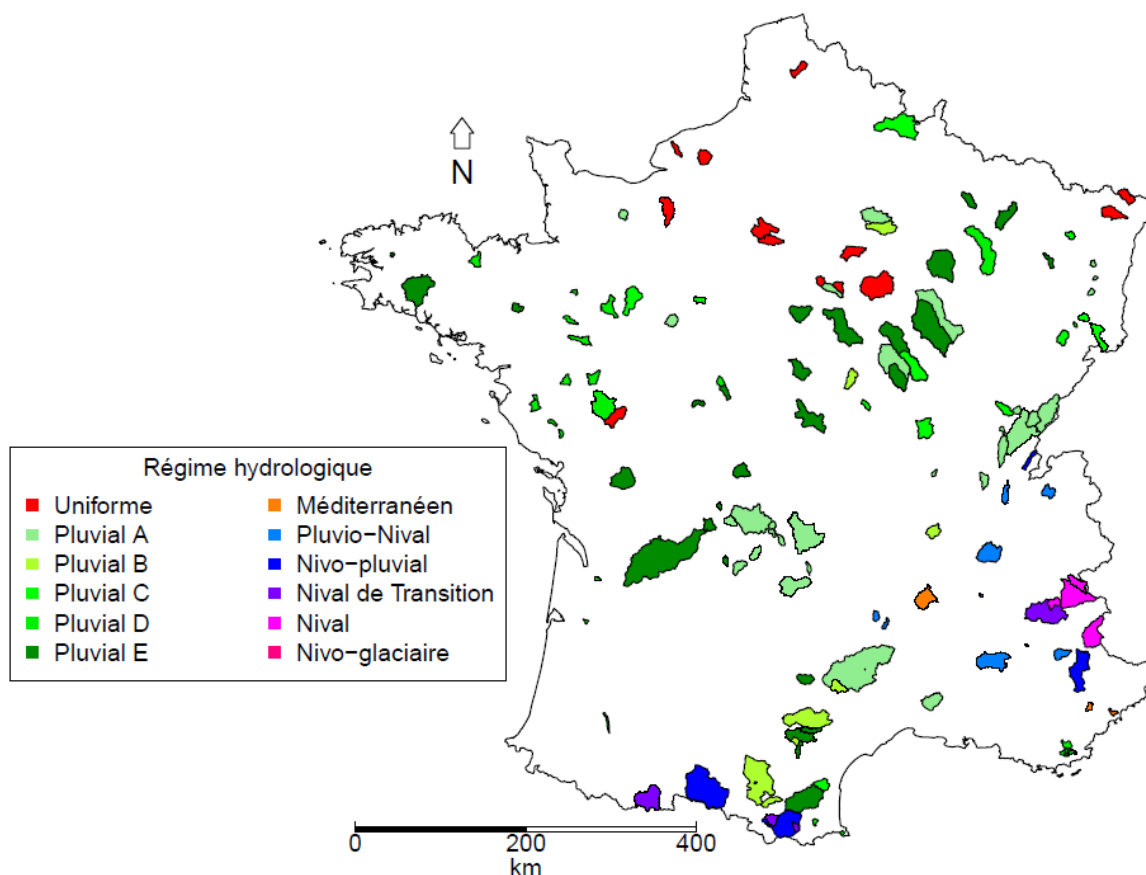 N
Régime hydrologique
Uniforme
Pluvial A
Pluvial B
Pluvial C
Pluvial D
Pluvial E
Méditerranéen
Pluvio−Nival
Nivo−pluvial
Nival de Transition
Nival
Nivo−glaciaire
0 200 400
km